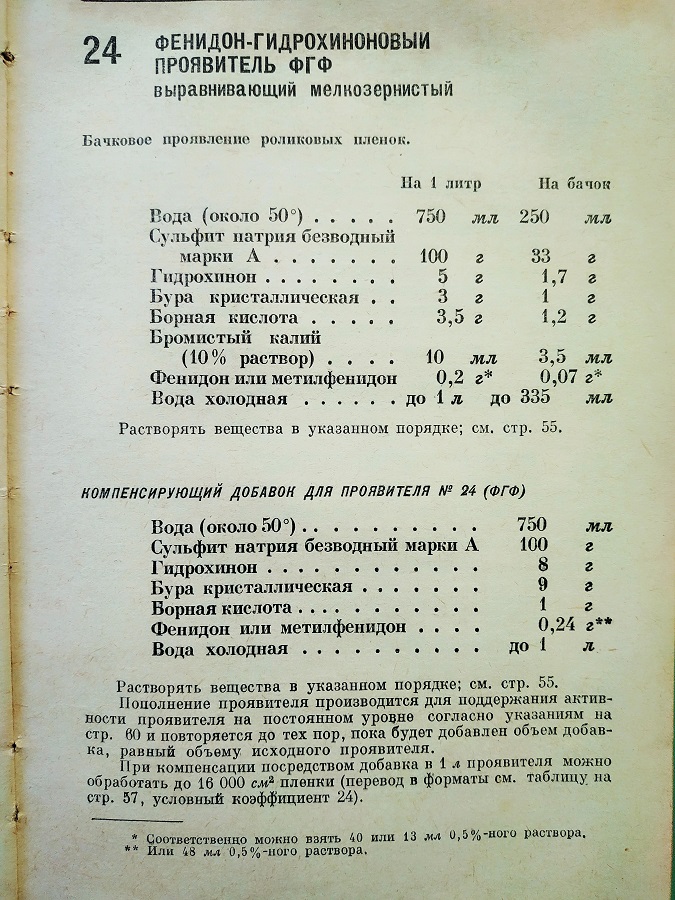 24 ФЕНИДОН-ГИДРОХИНОНОВЫЙ
ПРОЯВИТЕЛЬ ФГФ
выравнивающий мелкозернистый
Бачковое проявление роликовых пленок.
На 1 литр На бачок
Вода (около 50°) . . . . . 750 мл 250 мл
Сульфит натрия безводный
марки А . . . . . . . 100 г 33 г
Гидрохинон . . . . . . . . 5 г 1,7 г
Бура кристаллическая . . 3 г 1 г
Борная кислота . . . . . 3,5 г 1,2 г
Бромистый калий
(10% раствор) . . . . 10 мл 3,5 мл
Фенидон или метилфенидон 0,2 г* 0,07 г*
Вода холодная . . . . . . до 1 л до 335 мл
Растворять вещества в указанном порядке; см. стр. 55.
КОМПЕНСИРУЮЩИЙ ДОБАВОК ДЛЯ ПРОЯВИТЕЛЯ № 24 (ФГФ)
Вода (около 50°) . . . . . . . . . . 750 мл
Сульфит натрия безводный марки А 100 г
Гидрохинон . . . . . . . . . . . . 8 г
Бура кристаллическая . . . . . . . 9 г
Борная кислота . . . . . . . . . . . 1 г
Фенидон или метилфенидон . . . . 0,24 г**
Вода холодная . . . . . . . . . . до 1 л
Растворять вещества в указанном порядке; см. стр. 55.
Пополнение проявителя производится для поддержания актив-
ности проявителя на постоянном уровне согласно указаниям на
стр. 60 и повторяется до тех пор, пока будет добавлен объем добав-
ка, равный объему исходного проявителя.
При компенсации посредством добавка в 1 л проявителя можно
обработать до 16 000 см² пленки (перевод в форматы см. таблицу на
стр. 57, условный коэффициент 24).
* Соответственно можно взять 40 или 13 мл 0,5%-ного раствора.
** Или 48 мл 0,5%-ного раствора.